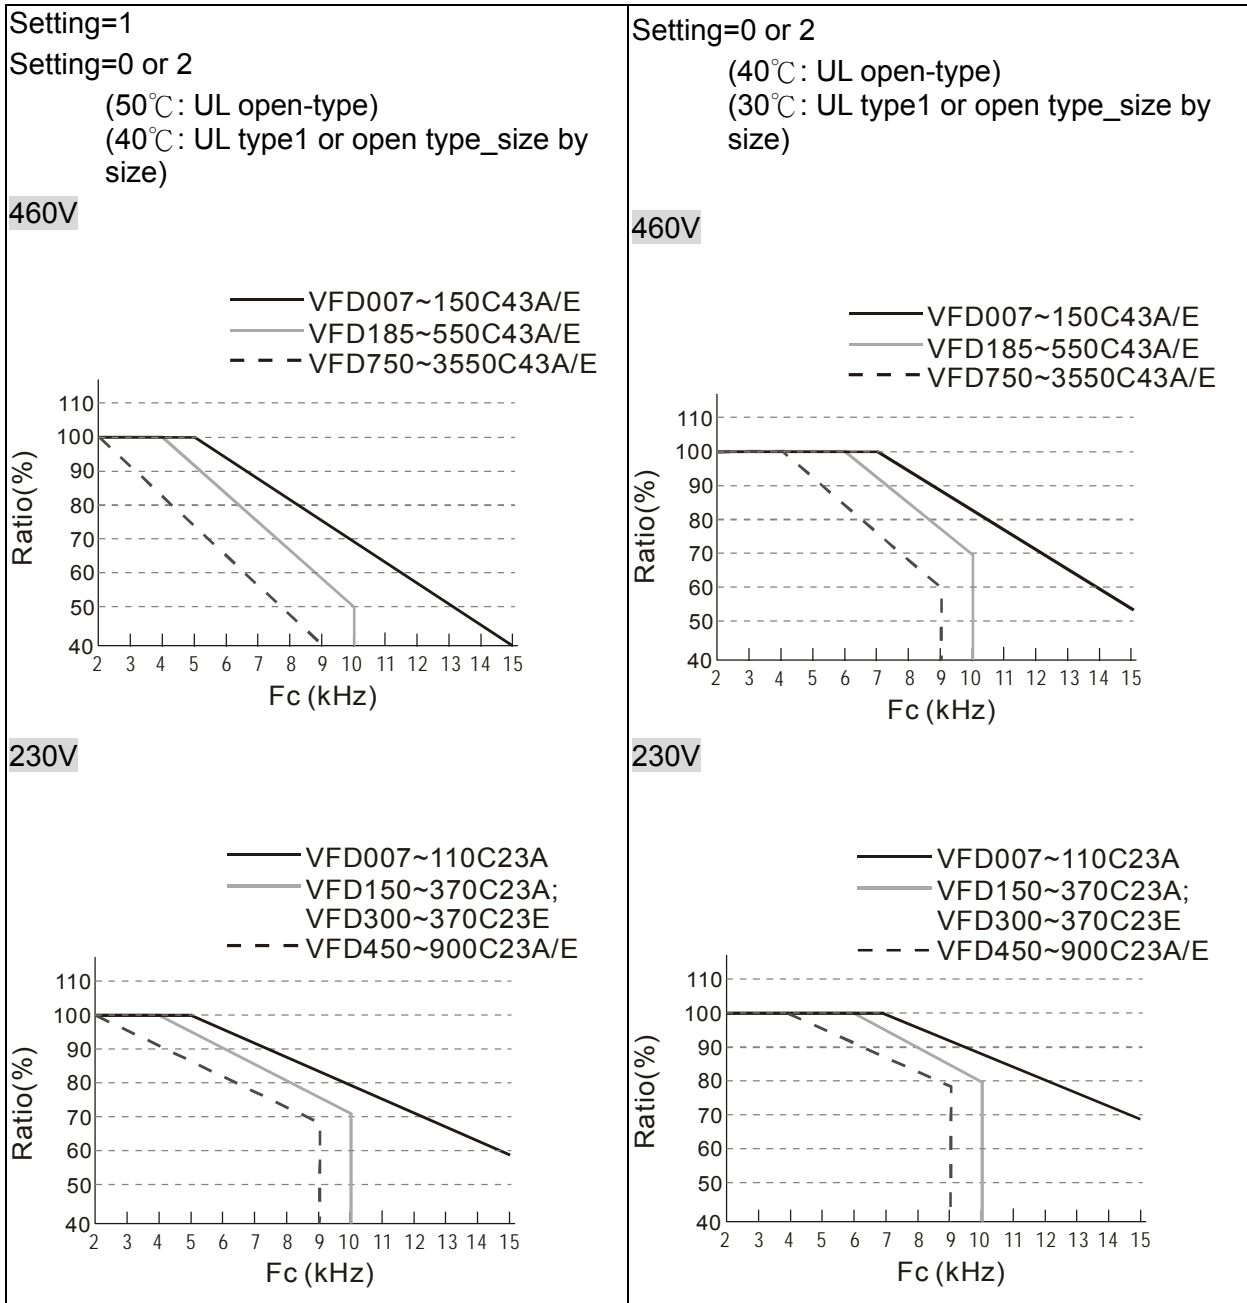 Setting=1
Setting=0 or 2
(50℃: UL open-type)
(40℃: UL type1 or open type_size by
size)
460V
VFD007~150C43A/E
VFD185~550C43A/E
VFD750~3550C43A/E
110
100
90
80
70
60
50
40
Ratio(%)
2 3 4 5 6 7 8 9 10 11 12 13 14 15
Fc (kHz)
230V
VFD007~110C23A
VFD150~370C23A;
VFD300~370C23E
VFD450~900C23A/E
110
100
90
80
70
60
50
40
Ratio(%)
2 3 4 5 6 7 8 9 10 11 12 13 14 15
Fc (kHz)
Setting=0 or 2
(40℃: UL open-type)
(30℃: UL type1 or open type_size by
size)
460V
VFD007~150C43A/E
VFD185~550C43A/E
VFD750~3550C43A/E
110
100
90
80
70
60
50
40
Ratio(%)
2 3 4 5 6 7 8 9 10 11 12 13 14 15
Fc (kHz)
230V
VFD007~110C23A
VFD150~370C23A;
VFD300~370C23E
VFD450~900C23A/E
110
100
90
80
70
60
50
40
Ratio(%)
2 3 4 5 6 7 8 9 10 11 12 13 14 15
Fc (kHz)